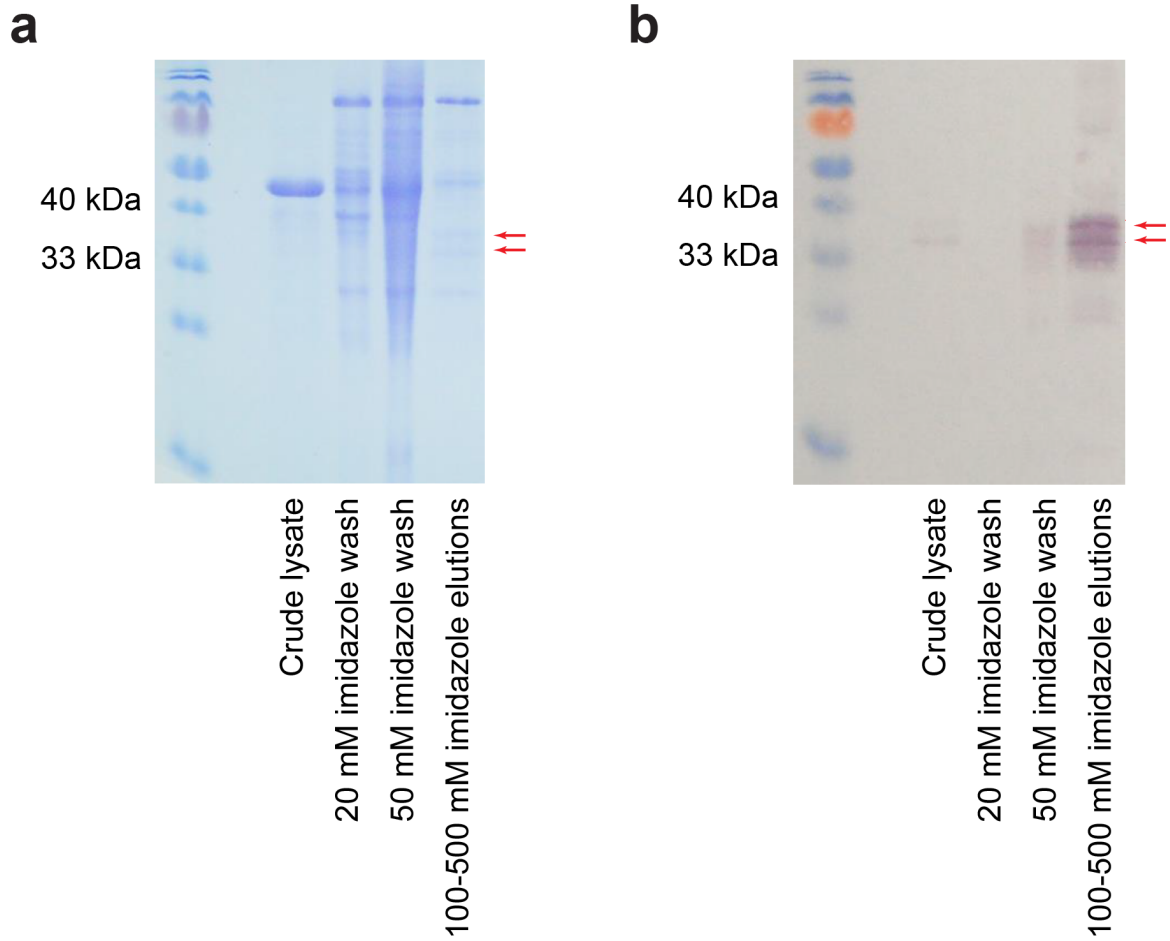 a
b
40 kDa
33 kDa
40 kDa
33 kDa
Crude lysate
20 mM imidazole wash
50 mM imidazole wash
100-500 mM imidazole elutions
Crude lysate
20 mM imidazole wash
50 mM imidazole wash
100-500 mM imidazole elutions